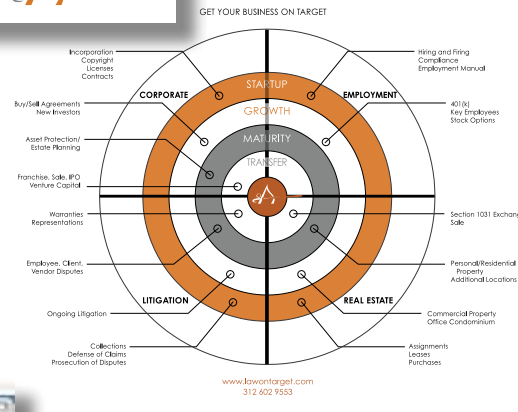 GET YOUR BUSINESS ON TARGET
Incorporation
Copyright
Licenses
Contracts
Hiring and Firing
Compliance
Employment Manual
STARTUP
CORPORATE
EMPLOYMENT
Buy/Sell Agreements
New Investors
401(k)
Key Employees
Stock Options
GROWTH
Asset Protection/
Estate Planning
MATURITY
TRANSFER
Franchise, Sale, IPO
Venture Capital
Warranties
Representations
Section 1031 Exchang
Sale
Employee, Client,
Vendor Disputes
Personal/Residential
Property
Additional Locations
LITIGATION
REAL ESTATE
Ongoing Litigation
Commercial Property
Office Condominium
Collections
Defense of Claims
Prosecution of Disputes
Assignments
Leases
Purchases
www.lawontarget.com
312 602 9553